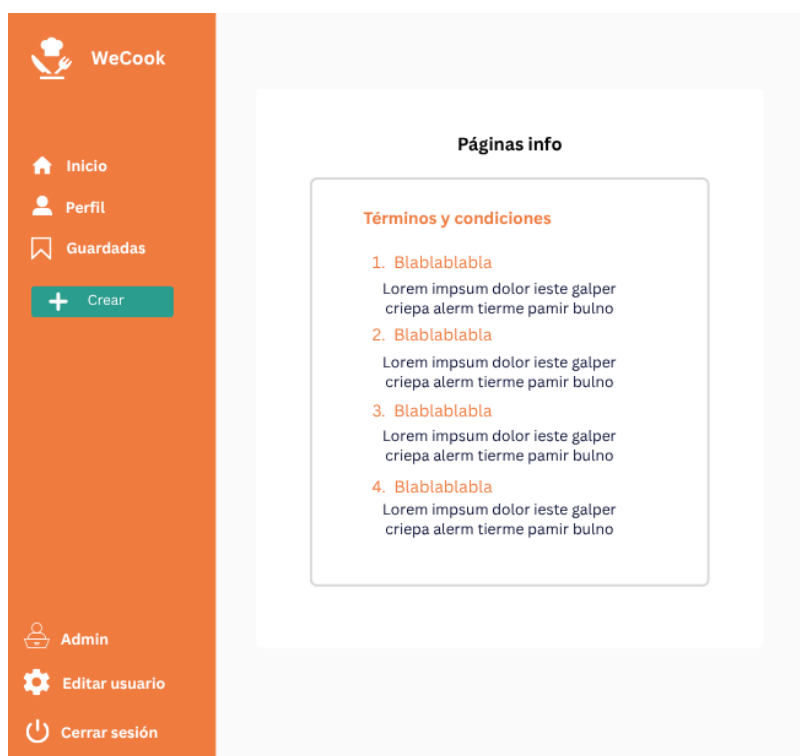 WeCook
Inicio
Perfil
Guardadas
Crear
Admin
Editar usuario
Cerrar sesión
Páginas info
Términos y condiciones
1. Blablablabla
Lorem impsum dolor ieste galper
criepa alerm tierme pamir bulno
2. Blablablabla
Lorem impsum dolor ieste galper
criepa alerm tierme pamir bulno
3. Blablablabla
Lorem impsum dolor ieste galper
criepa alerm tierme pamir bulno
4. Blablablabla
Lorem impsum dolor ieste galper
criepa alerm tierme pamir bulno